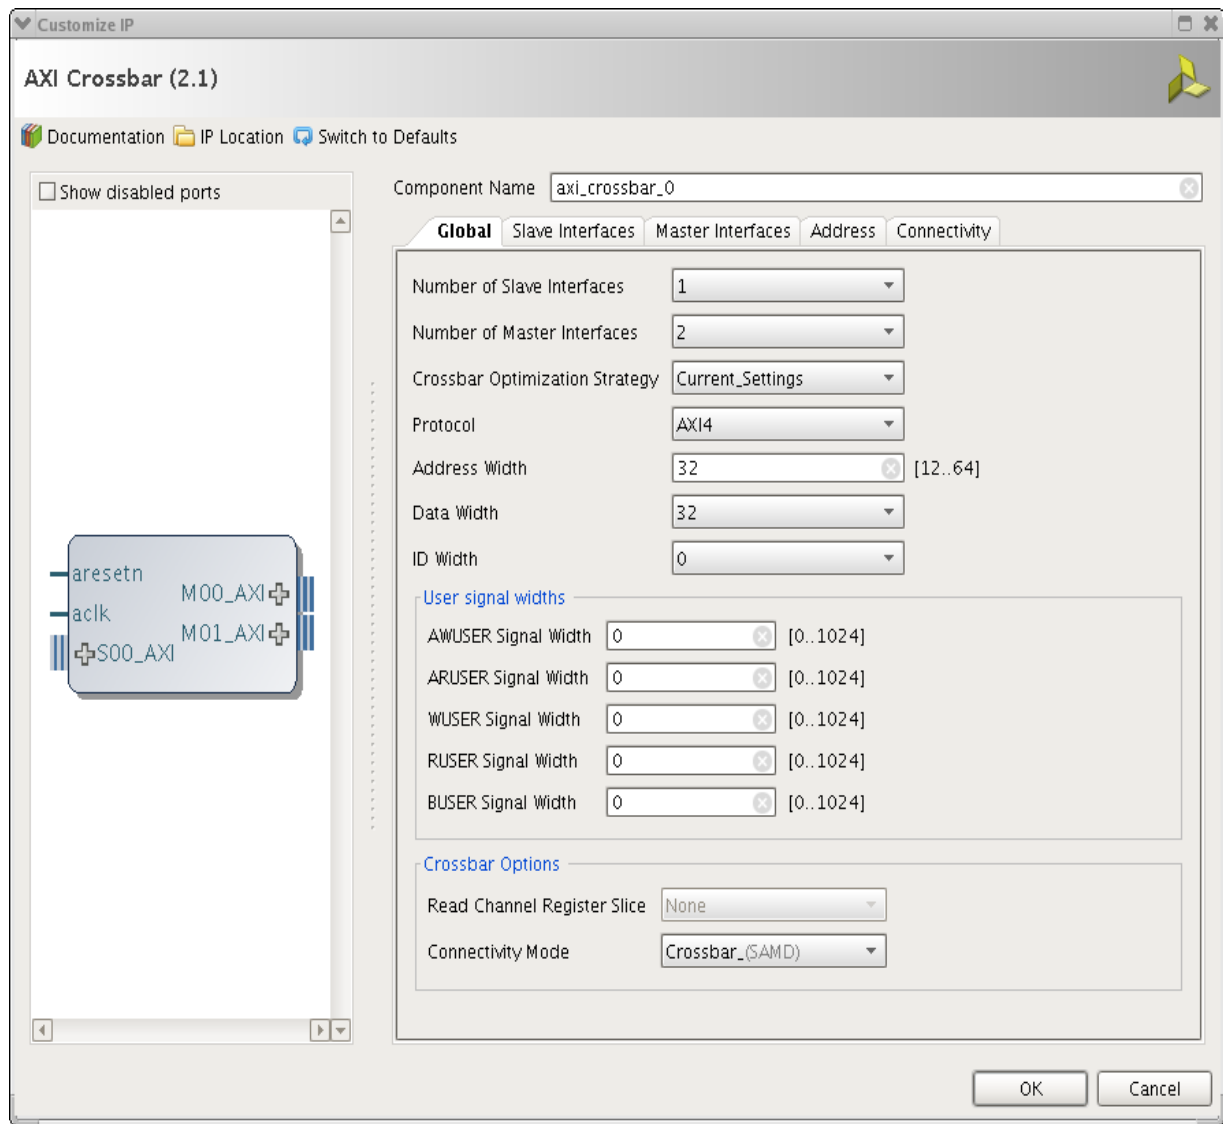 Customize IP
AXI Crossbar (2.1)
Documentation IP Location Switch to Defaults
Show disabled ports
aresetn
aclk
S00_AXI
M00_AXI
M01_AXI
Component Name axi_crossbar_0
Global Slave Interfaces Master Interfaces Address Connectivity
Number of Slave Interfaces 1
Number of Master Interfaces 2
Crossbar Optimization Strategy Current_Settings
Protocol AXI4
Address Width 32 [12..64]
Data Width 32
ID Width 0
User signal widths
AWUSER Signal Width 0 [0..1024]
ARUSER Signal Width 0 [0..1024]
WUSER Signal Width 0 [0..1024]
RUSER Signal Width 0 [0..1024]
BUSER Signal Width 0 [0..1024]
Crossbar Options
Read Channel Register Slice None
Connectivity Mode Crossbar_(SAMD)
OK Cancel